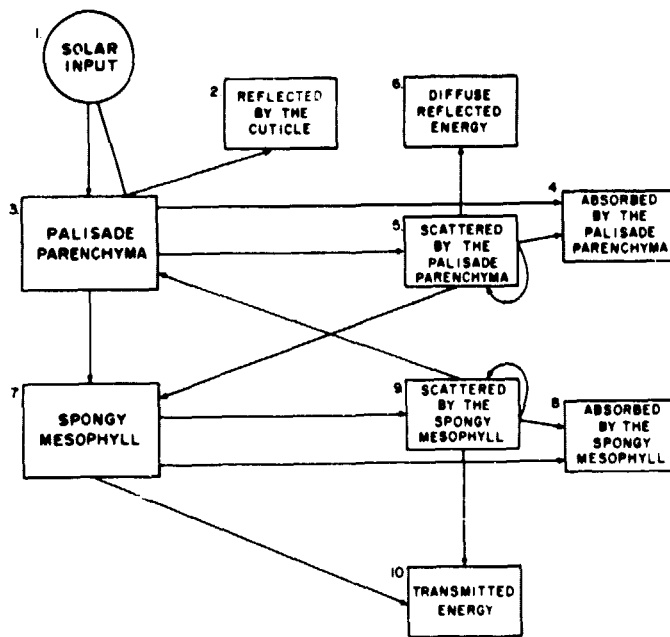 1.
SOLAR
INPUT
2.
REFLECTED
BY THE
CUTICLE
6.
DIFFUSE
REFLECTED
ENERGY
3.
PALISADE
PARENCHYMA
4.
ABSORBED
BY THE
PALISADE
PARENCHYMA
5.
SCATTERED
BY THE
PALISADE
PARENCHYMA
7.
SPONGY
MESOPHYLL
9.
SCATTERED
BY THE
SPONGY
MESOPHYLL
8.
ABSORBED
BY THE
SPONGY
MESOPHYLL
10.
TRANSMITTED
ENERGY